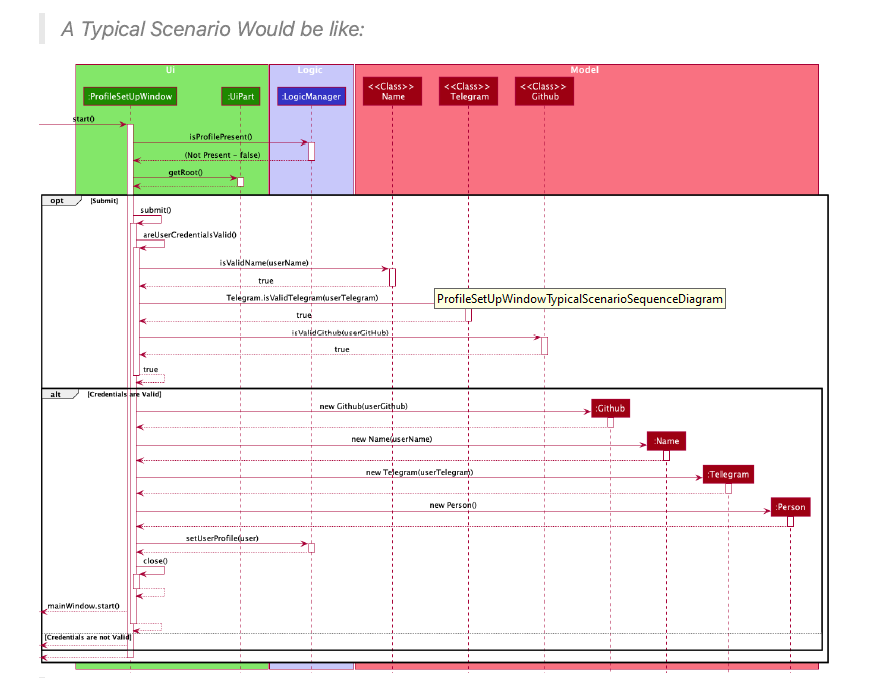 A Typical Scenario Would be like:
Ui
Logic
Model
:ProfileSetUpWindow
:UiPart
:LogicManager
<<Class>>
Name
<<Class>>
Telegram
<<Class>>
Github
start()
isProfilePresent()
(Not Present - false)
getRoot()
opt
[Submit]
submit()
areUserCredentialsValid()
isValidName(userName)
true
Telegram.isValidTelegram(userTelegram)
ProfileSetUpWindowTypicalScenarioSequenceDiagram
true
isValidGithub(userGitHub)
true
true
alt
[Credentials are Valid]
new Github(userGithub)
:Github
new Name(userName)
:Name
new Telegram(userTelegram)
:Telegram
new Person()
:Person
setUserProfile(user)
close()
mainWindow.start()
[Credentials are not Valid]